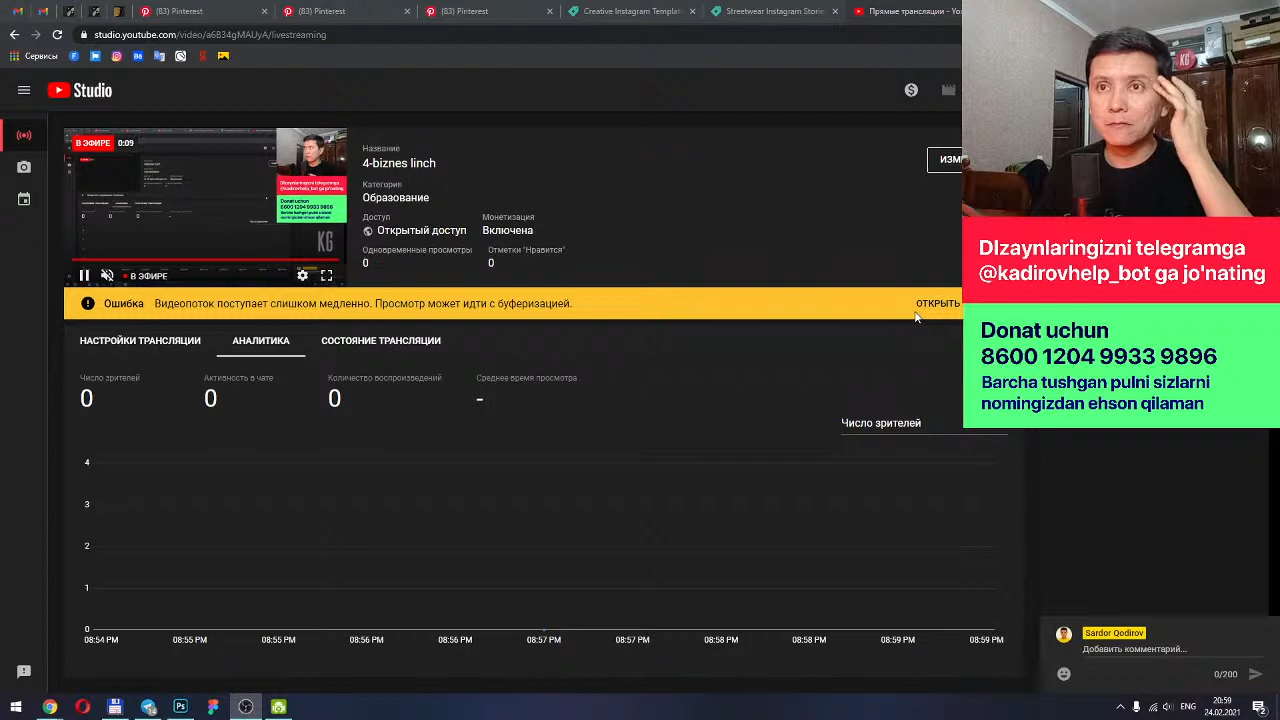 (83) Pinterest
(83) Pinterest
(83) Pinterest
Creative Instagram Templat
Streetwear Instagram Stone
Прямые трансляции - Yo
studio.youtube.com/video/a6B34gMAUyA/livestreaming
Сервисы
Studio
В ЭФИРЕ 0:09
В ЭФИРЕ
KG
Название
4-biznes linch
Категория
Образование
Доступ
Открытый доступ
Монетизация
Включена
Одновременные просмотры
0
Отметки "Нравится"
0
ИЗМ
Ошибка Видеопоток поступает слишком медленно. Просмотр может идти с буферизацией.
ОТКРЫТЬ
НАСТРОЙКИ ТРАНСЛЯЦИИ
АНАЛИТИКА
СОСТОЯНИЕ ТРАНСЛЯЦИИ
Число зрителей
0
Активность в чате
0
Количество воспроизведений
0
Среднее время просмотра
-
Число зрителей
4
3
2
1
0
08:54 PM 08:55 PM 08:55 PM 08:56 PM 08:56 PM 08:57 PM 08:57 PM 08:58 PM 08:58 PM 08:59 PM 08:59 PM
KG
DIzaynlaringizni telegramga
@kadirovhelp_bot ga jo'nating
Donat uchun
8600 1204 9933 9896
Barcha tushgan pulni sizlarni
nomingizdan ehson qilaman
Sardor Qodirov
Добавить комментарий...
0/200
ENG
20:59
24.02.2021
2